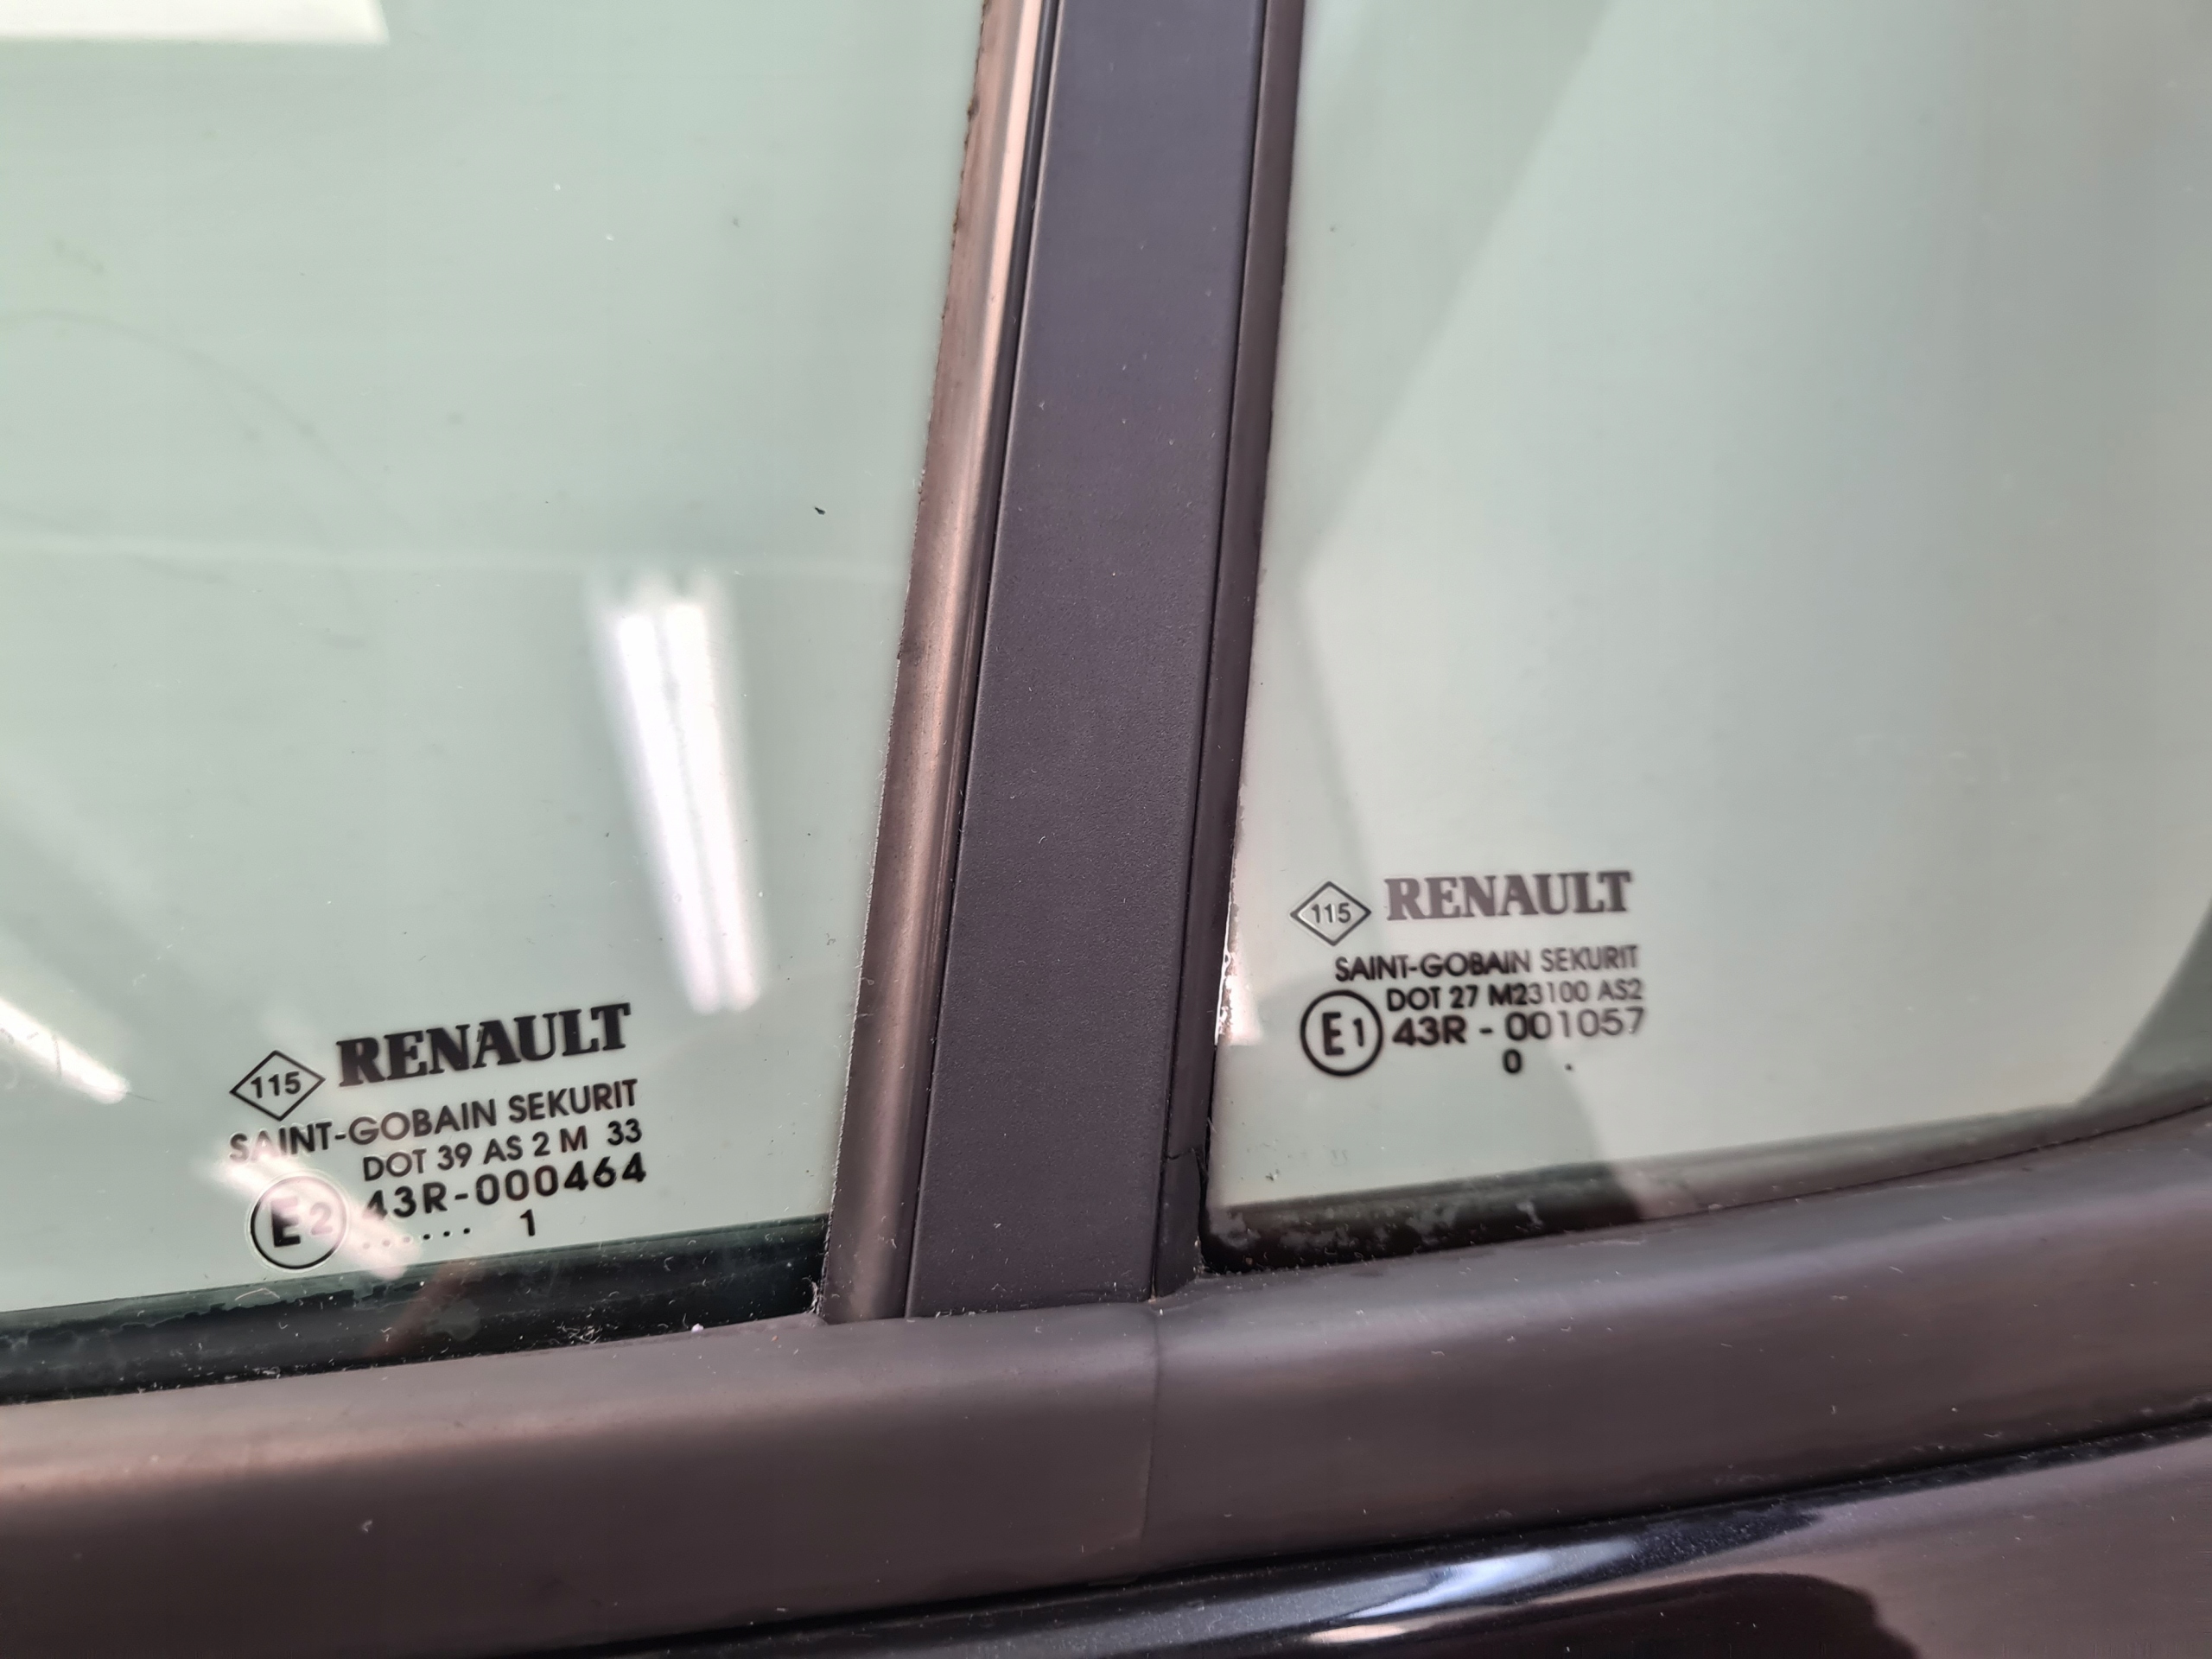 115 RENAULT
SAINT-GOBAIN SEKURIT
DOT 39 AS 2 M 33
E2 43R-000464
...... 1
115 RENAULT
SAINT-GOBAIN SEKURIT
DOT 27 M23100 AS2
E1 43R - 001057
0 .